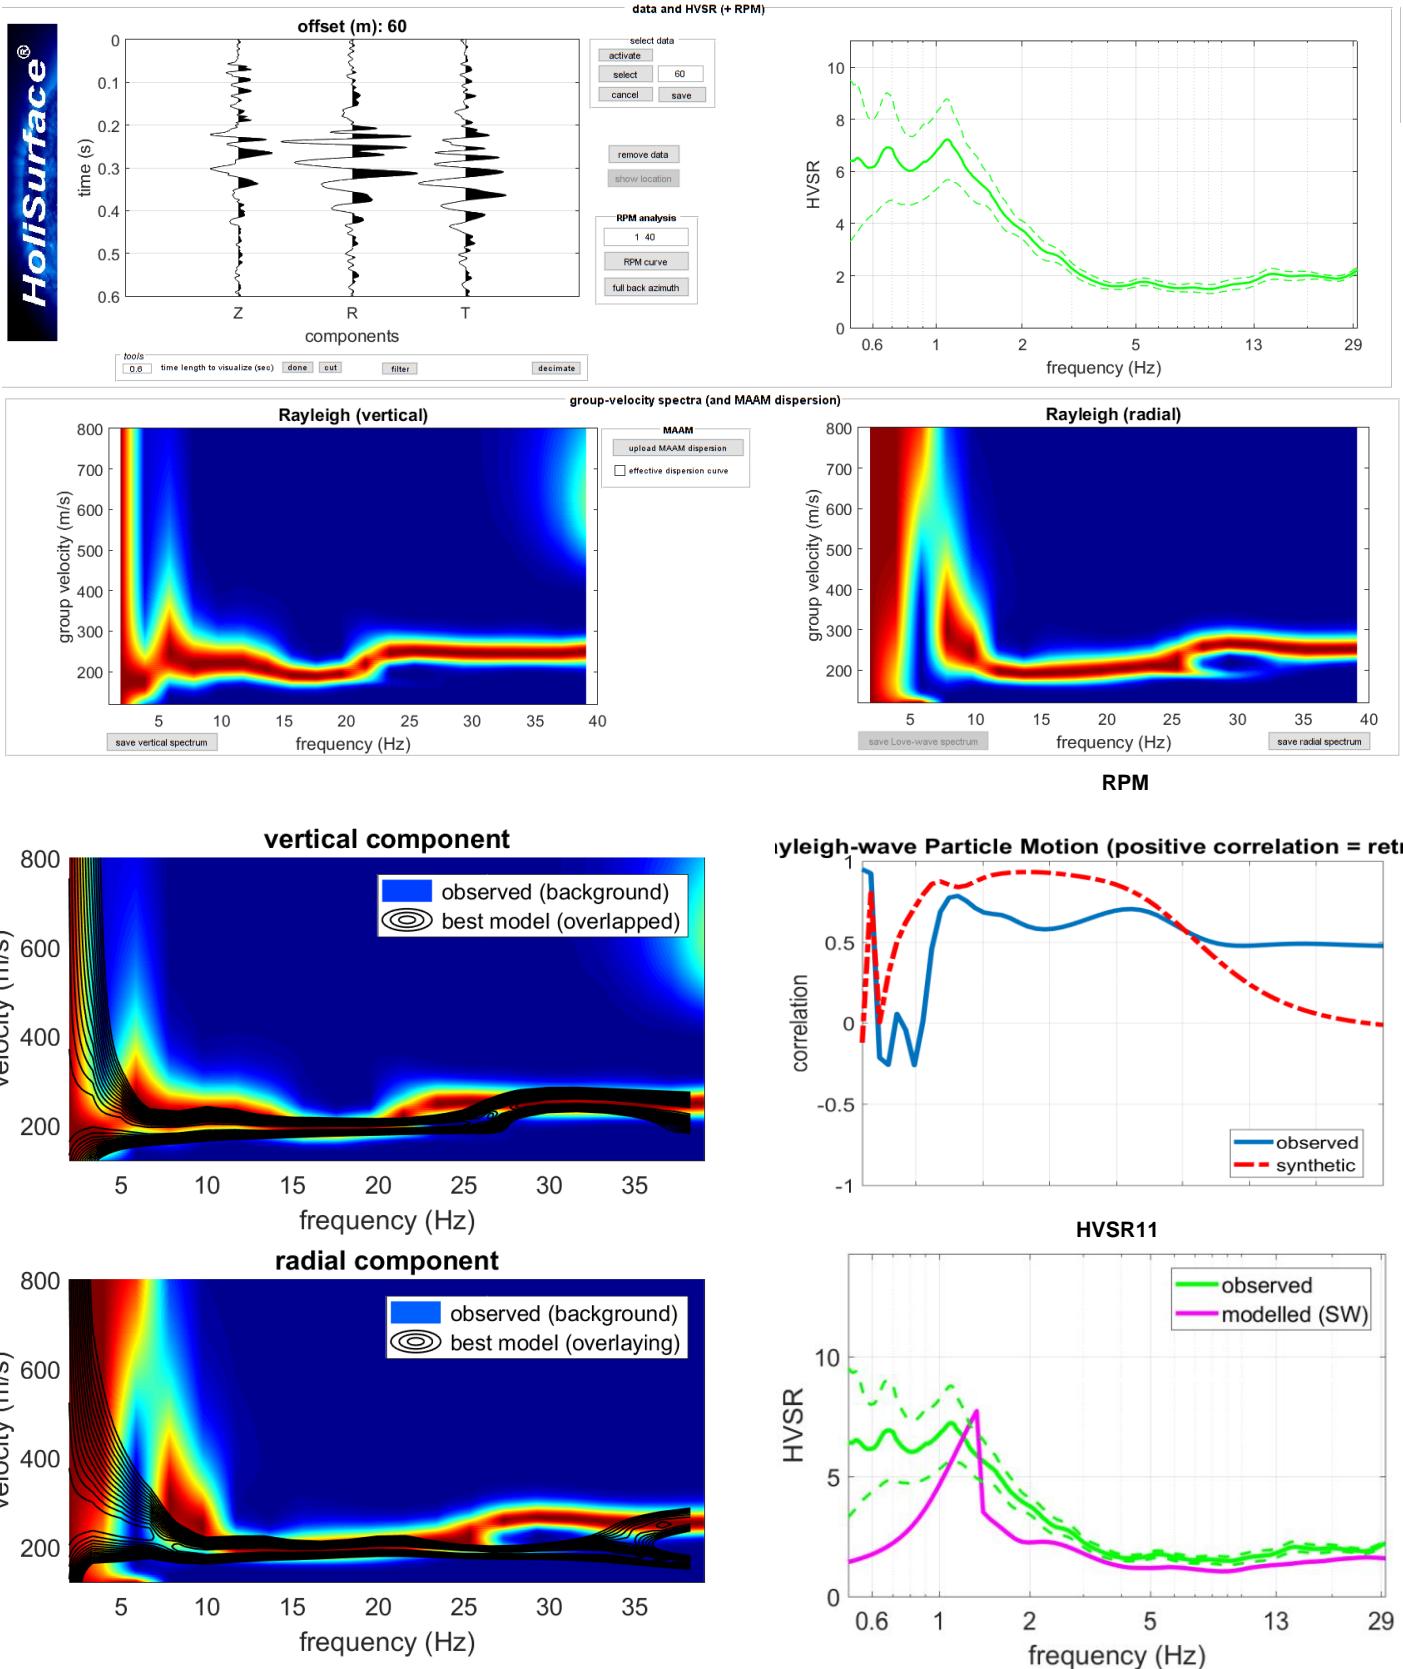 data and HVSR (+ RPM)
HoliSurface®
offset (m): 60
0
0.1
0.2
0.3
0.4
0.5
0.6
time (s)
Z
R
T
components
select data
activate
select
60
cancel
save
remove data
show location
RPM analysis
1 40
RPM curve
full back azimuth
tools
0.6
time length to visualize (sec)
done
cut
filter
decimate
10
8
6
4
2
0
HVSR
0.6
1
2
5
13
29
frequency (Hz)
group-velocity spectra (and MAAM dispersion)
Rayleigh (vertical)
800
700
600
500
400
300
200
group velocity (m/s)
5
10
15
20
25
30
35
40
frequency (Hz)
save vertical spectrum
MAAM
upload MAAM dispersion
effective dispersion curve
Rayleigh (radial)
800
700
600
500
400
300
200
group velocity (m/s)
5
10
15
20
25
30
35
40
frequency (Hz)
save Love-wave spectrum
save radial spectrum
vertical component
800
600
400
200
velocity (m/s)
observed (background)
best model (overlapped)
5
10
15
20
25
30
35
frequency (Hz)
RPM
yleigh-wave Particle Motion (positive correlation = retr
1
0.5
0
-0.5
-1
correlation
observed
synthetic
radial component
800
600
400
200
velocity (m/s)
observed (background)
best model (overlaying)
5
10
15
20
25
30
35
frequency (Hz)
HVSR11
10
5
0
HVSR
observed
modelled (SW)
0.6
1
2
5
13
29
frequency (Hz)